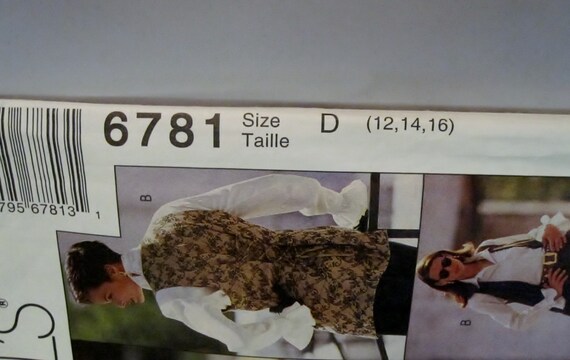 6781 Size D (12,14,16)
Taille
795 67813 1
B
B
'S®